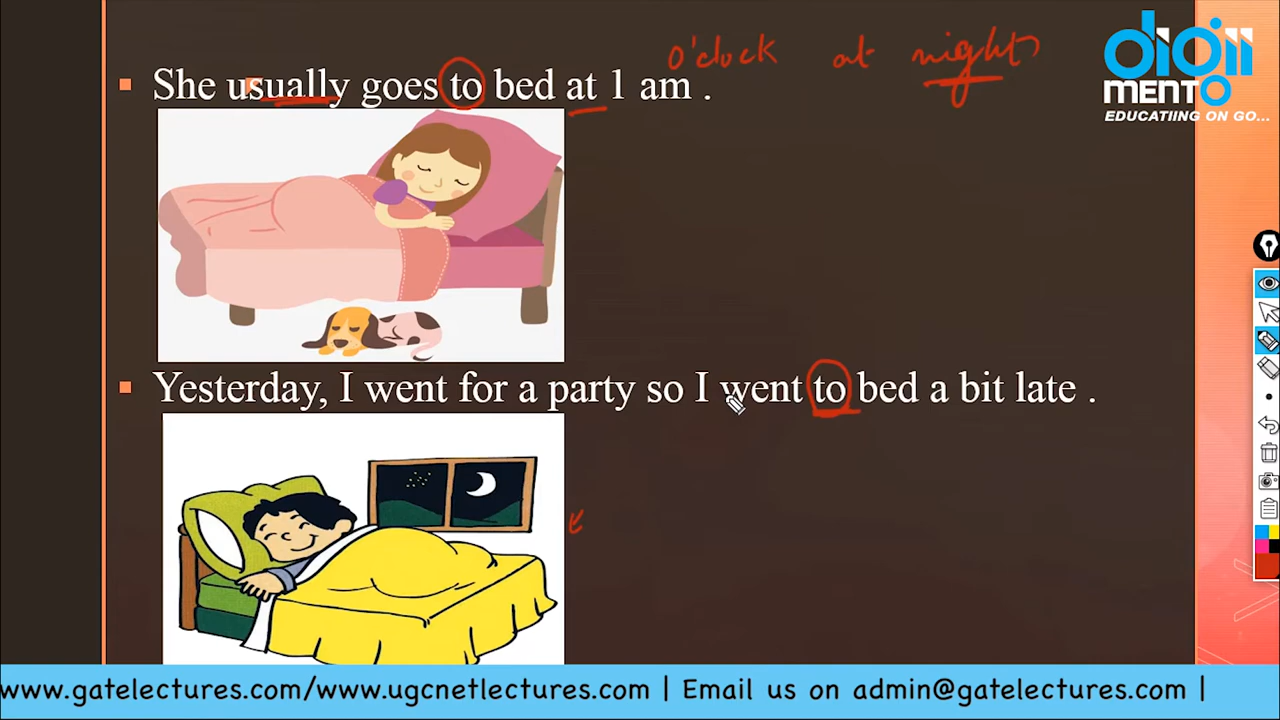 o'clock at night
She usually goes to bed at 1 am .
digii
MENTO
EDUCATIING ON GO...
Yesterday, I went for a party so I went to bed a bit late .
www.gatelectures.com/www.ugcnetlectures.com | Email us on admin@gatelectures.com |